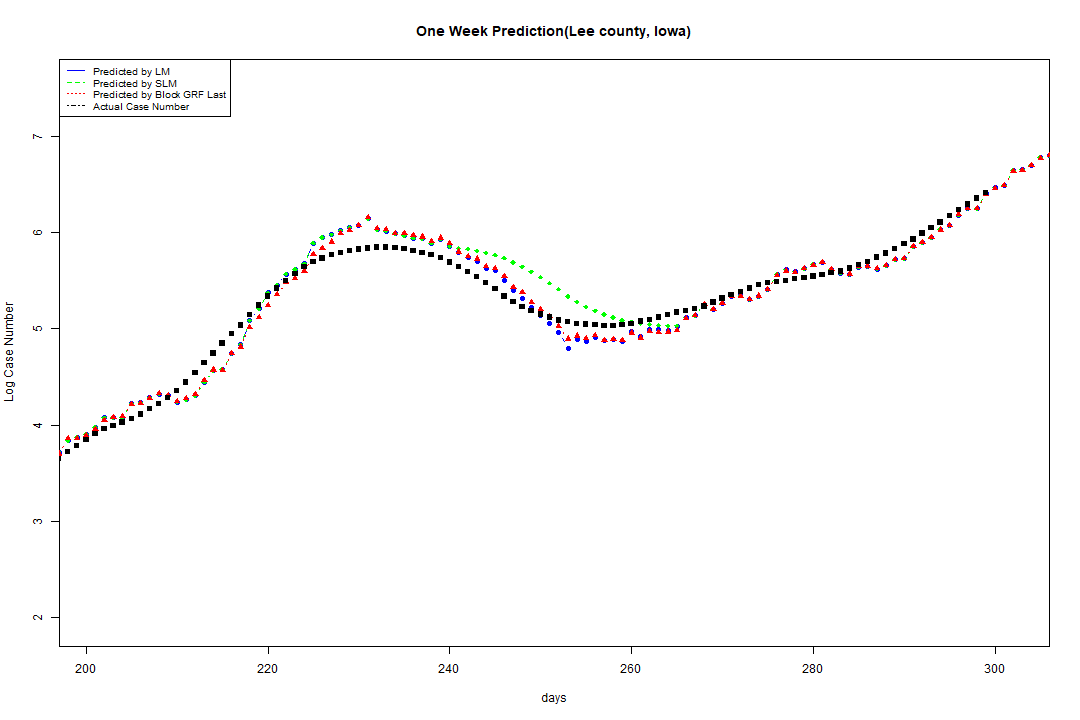 One Week Prediction(Lee county, Iowa)
Predicted by LM
Predicted by SLM
Predicted by Block GRF Last
Actual Case Number
7
6
5
4
3
2
Log Case Number
200 220 240 260 280 300
days